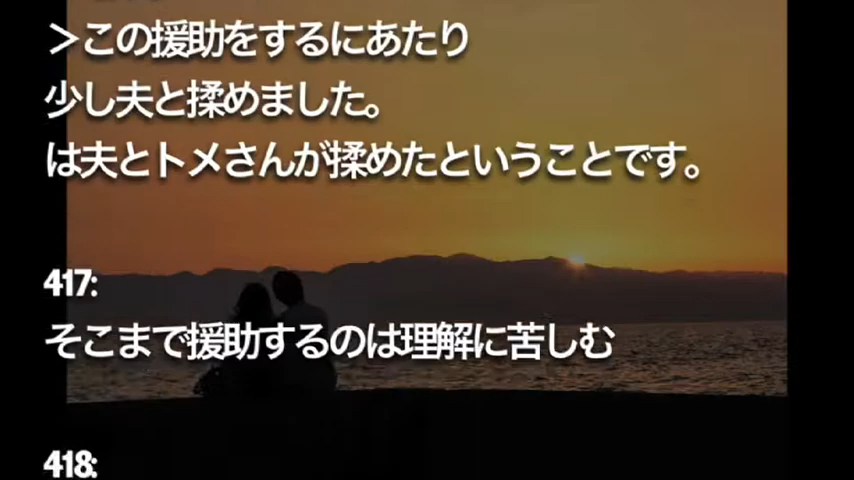 ＞この援助をするにあたり
少し夫と揉めました。
は夫とトメさんが揉めたということです。
417:
そこまで援助するのは理解に苦しむ
418: